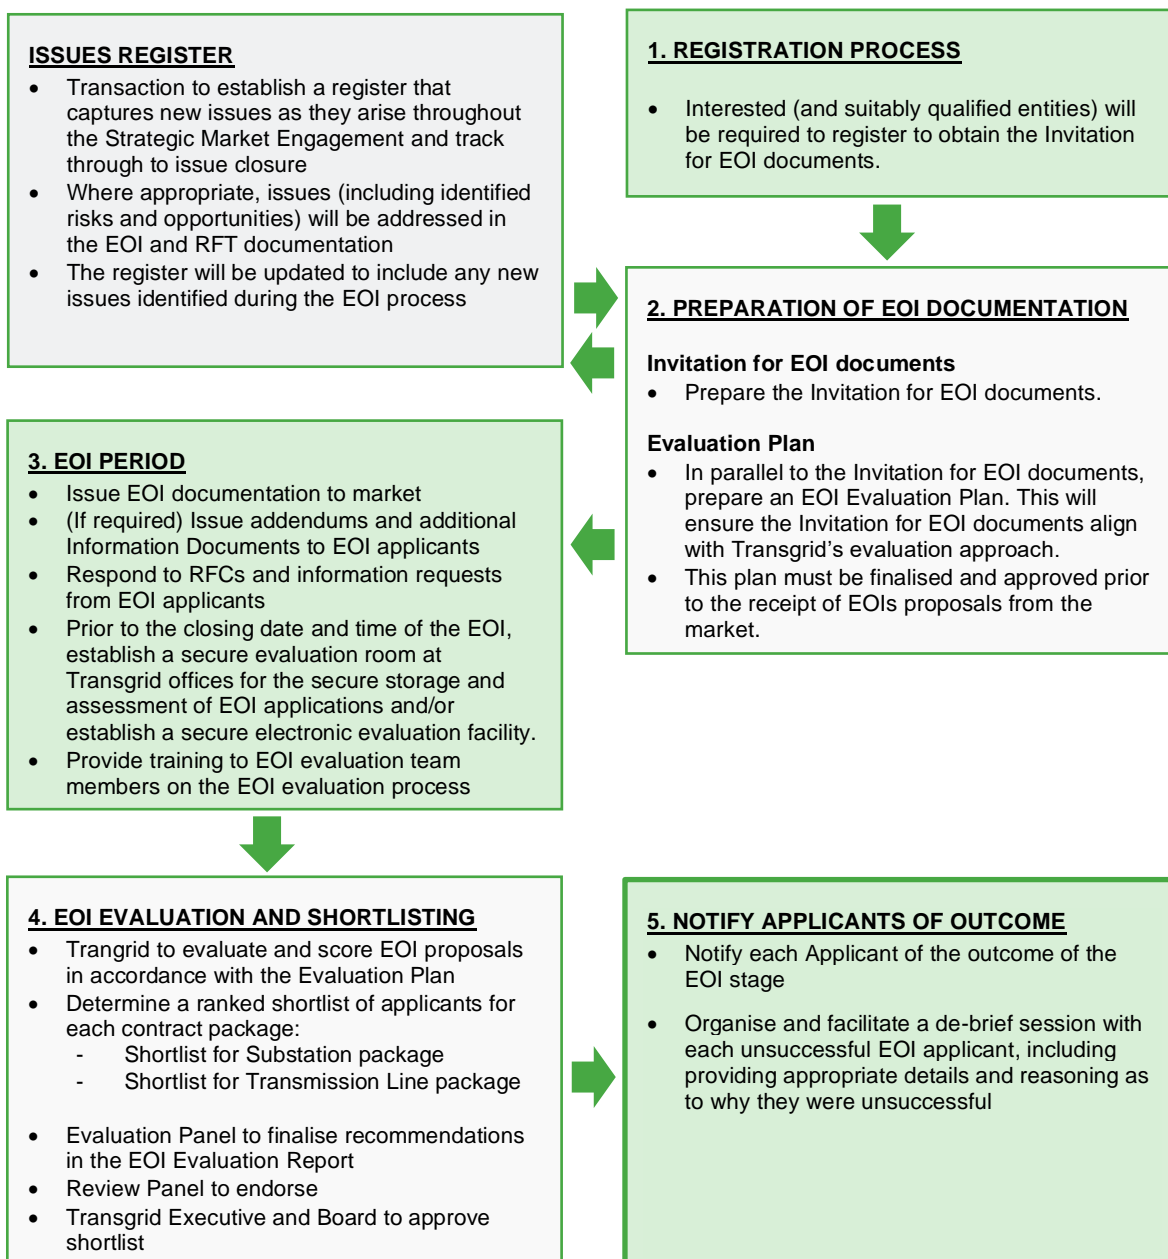 ISSUES REGISTER
• Transaction to establish a register that
captures new issues as they arise throughout
the Strategic Market Engagement and track
through to issue closure
• Where appropriate, issues (including identified
risks and opportunities) will be addressed in
the EOI and RFT documentation
• The register will be updated to include any new
issues identified during the EOI process
1. REGISTRATION PROCESS
• Interested (and suitably qualified entities) will
be required to register to obtain the Invitation
for EOI documents.
2. PREPARATION OF EOI DOCUMENTATION
Invitation for EOI documents
• Prepare the Invitation for EOI documents.
Evaluation Plan
• In parallel to the Invitation for EOI documents,
prepare an EOI Evaluation Plan. This will
ensure the Invitation for EOI documents align
with Transgrid’s evaluation approach.
• This plan must be finalised and approved prior
to the receipt of EOIs proposals from the
market.
3. EOI PERIOD
• Issue EOI documentation to market
• (If required) Issue addendums and additional
Information Documents to EOI applicants
• Respond to RFCs and information requests
from EOI applicants
• Prior to the closing date and time of the EOI,
establish a secure evaluation room at
Transgrid offices for the secure storage and
assessment of EOI applications and/or
establish a secure electronic evaluation facility.
• Provide training to EOI evaluation team
members on the EOI evaluation process
4. EOI EVALUATION AND SHORTLISTING
• Trangrid to evaluate and score EOI proposals
in accordance with the Evaluation Plan
• Determine a ranked shortlist of applicants for
each contract package:
- Shortlist for Substation package
- Shortlist for Transmission Line package
• Evaluation Panel to finalise recommendations
in the EOI Evaluation Report
• Review Panel to endorse
• Transgrid Executive and Board to approve
shortlist
5. NOTIFY APPLICANTS OF OUTCOME
• Notify each Applicant of the outcome of the
EOI stage
• Organise and facilitate a de-brief session with
each unsuccessful EOI applicant, including
providing appropriate details and reasoning as
to why they were unsuccessful